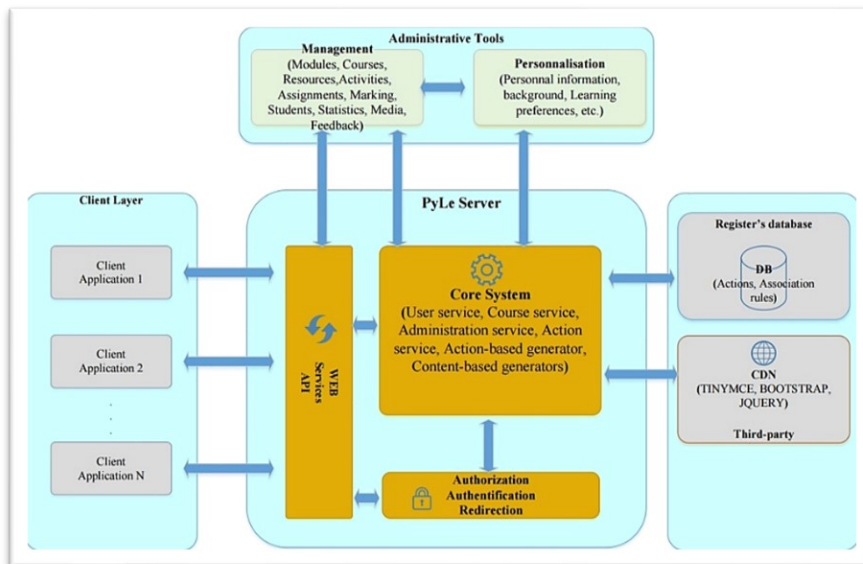 Administrative Tools
Management
(Modules, Courses,
Resources,Activities,
Assignments, Marking,
Students, Statistics, Media,
Feedback)
Personnalisation
(Personnal information,
background, Learning
preferences, etc.)
Client Layer
Client
Application 1
Client
Application 2
.
.
.
Client
Application N
PyLe Server
WEB
Services
API
Core System
(User service, Course service,
Administration service, Action
service, Action-based generator,
Content-based generators)
Authorization
Authentification
Redirection
Register’s database
DB
(Actions, Association
rules)
CDN
(TINYMCE, BOOTSTRAP,
JQUERY)
Third-party